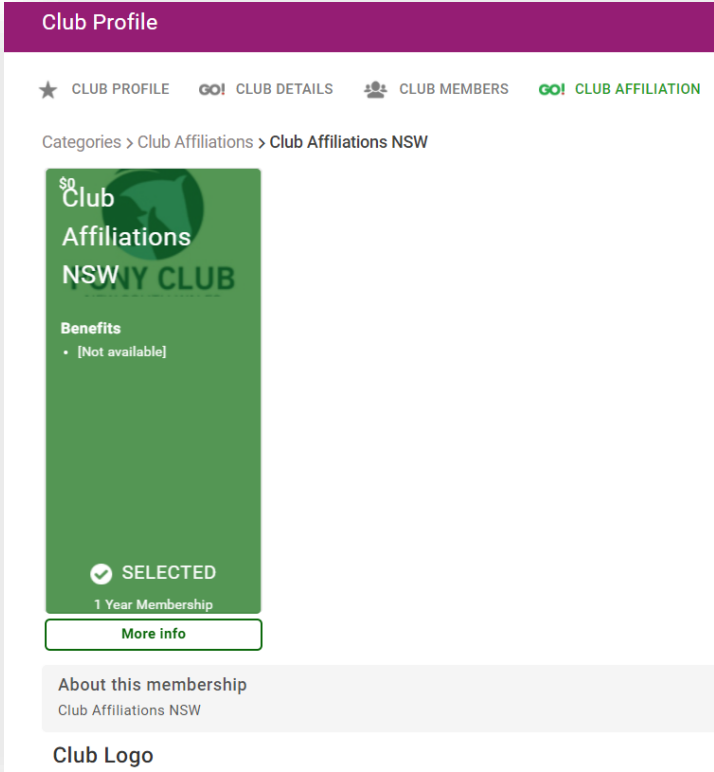 Club Profile
CLUB PROFILE GO! CLUB DETAILS CLUB MEMBERS GO! CLUB AFFILIATION
Categories > Club Affiliations > Club Affiliations NSW
$0
Club
Affiliations
NSW
PONY CLUB
Benefits
• [Not available]
SELECTED
1 Year Membership
More info
About this membership
Club Affiliations NSW
Club Logo